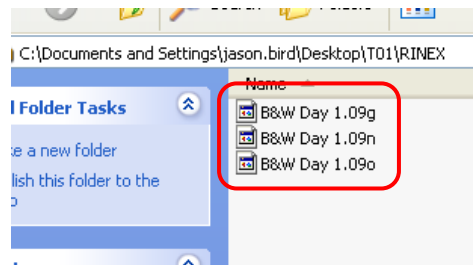 C:\Documents and Settings\jason.bird\Desktop\T01\RINEX
Name
Folder Tasks
e a new folder
lish this folder to the
B&W Day 1.09g
B&W Day 1.09n
B&W Day 1.09o